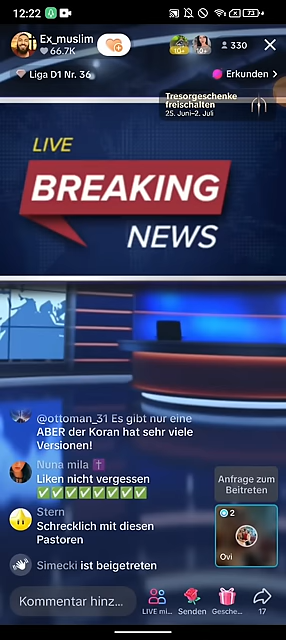 12:22
73
Ex_muslim
66.7K
10+
10+
330
Liga D1 Nr. 36
Erkunden >
Tresorgeschenke
freischalten
25. Juni–2. Juli
LIVE
BREAKING
NEWS
@ottoman_31 Es gibt nur eine
ABER der Koran hat sehr viele
Versionen!
Nuna mila ✝️
Liken nicht vergessen
✅✅✅✅✅✅✅✅
Stern
Schrecklich mit diesen
Pastoren
Simecki 👋 ist beigetreten
Anfrage zum
Beitreten
2
Ovi
Kommentar hinz...
LIVE mi...
Senden
Gesche...
17